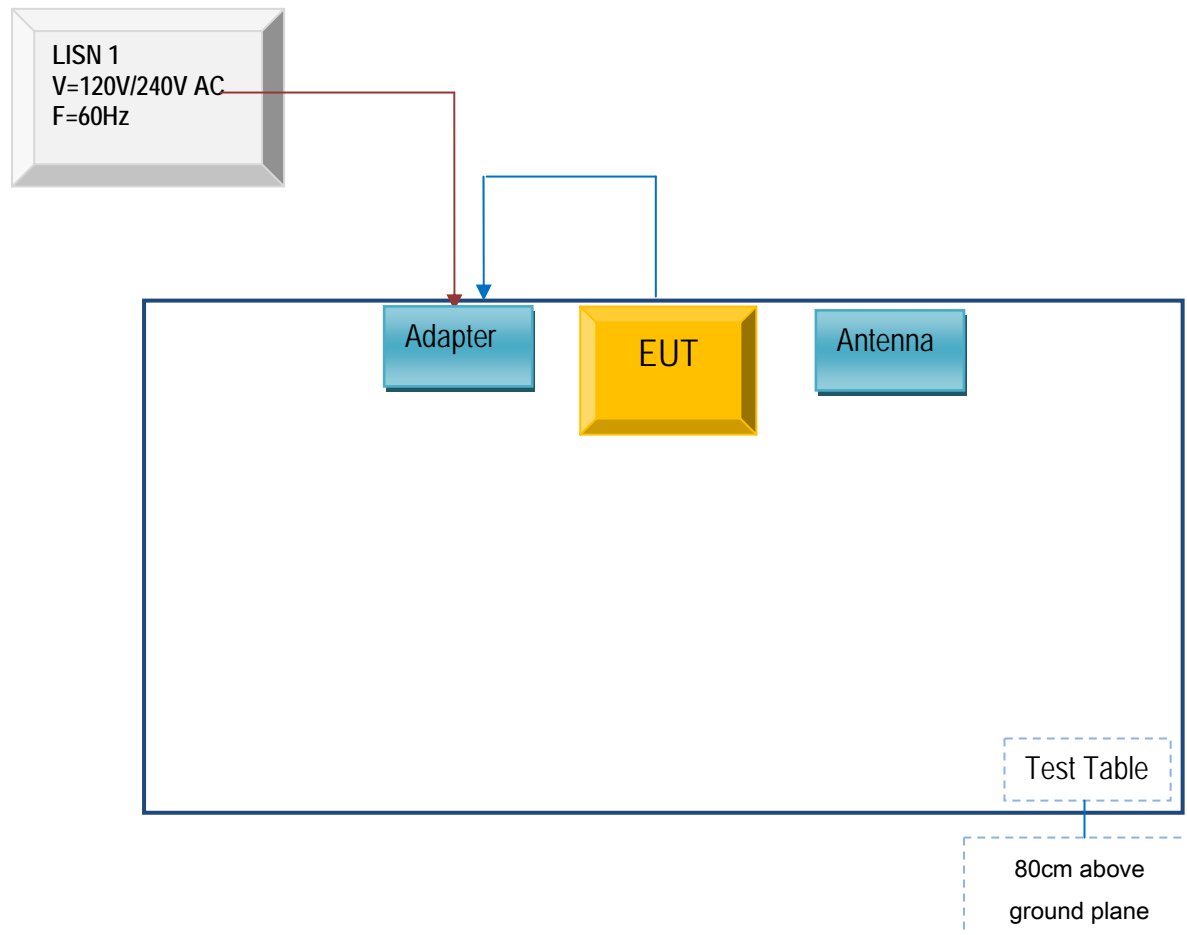 LISN 1
V=120V/240V AC
F=60Hz
Adapter
EUT
Antenna
Test Table
80cm above
ground plane